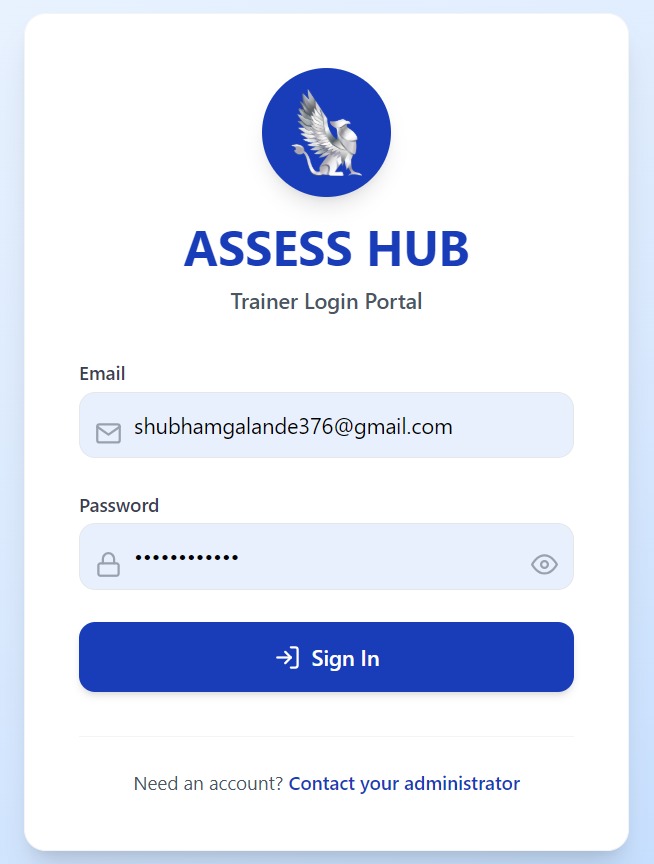 ASSESS HUB
Trainer Login Portal
Email
shubhamgalande376@gmail.com
Password
••••••••••••
Sign In
Need an account? Contact your administrator